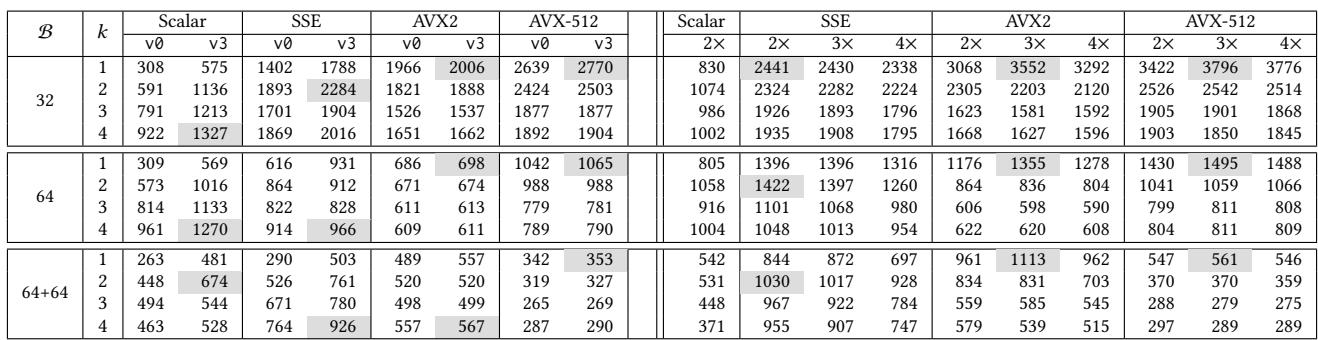 B k Scalar SSE AVX2 AVX-512 Scalar SSE AVX2 AVX-512
v0 v3 v0 v3 v0 v3 v0 v3 2× 2× 3× 4× 2× 3× 4× 2× 3× 4×
32 1 308 575 1402 1788 1966 2006 2639 2770 830 2441 2430 2338 3068 3552 3292 3422 3796 3776
2 591 1136 1893 2284 1821 1888 2424 2503 1074 2324 2282 2224 2305 2203 2120 2526 2542 2514
3 791 1213 1701 1904 1526 1537 1877 1877 986 1926 1893 1796 1623 1581 1592 1905 1901 1868
4 922 1327 1869 2016 1651 1662 1892 1904 1002 1935 1908 1795 1668 1627 1596 1903 1850 1845
64 1 309 569 616 931 686 698 1042 1065 805 1396 1396 1316 1176 1355 1278 1430 1495 1488
2 573 1016 864 912 671 674 988 988 1058 1422 1397 1260 864 836 804 1041 1059 1066
3 814 1133 822 828 611 613 779 781 916 1101 1068 980 606 598 590 799 811 808
4 961 1270 914 966 609 611 789 790 1004 1048 1013 954 622 620 608 804 811 809
64+64 1 263 481 290 503 489 557 342 353 542 844 872 697 961 1113 962 547 561 546
2 448 674 526 761 520 520 319 327 531 1030 1017 928 834 831 703 370 370 359
3 494 544 671 780 498 499 265 269 448 967 922 784 559 585 545 288 279 275
4 463 528 764 926 557 567 287 290 371 955 907 747 579 539 515 297 289 289